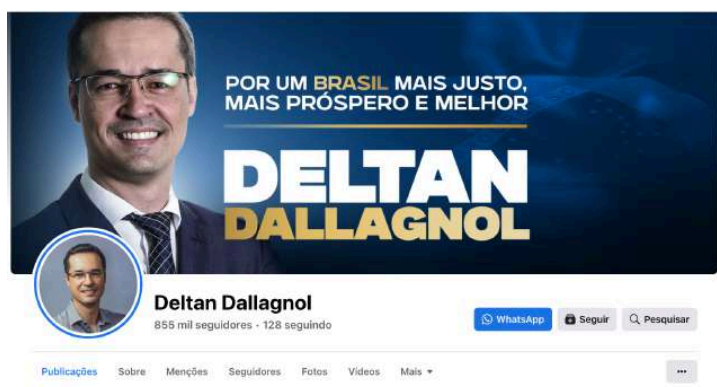 POR UM BRASIL MAIS JUSTO,
MAIS PRÓSPERO E MELHOR
DELTAN
DALLAGNOL
Deltan Dallagnol
855 mil seguidores • 128 seguindo
WhatsApp Seguir Pesquisar
Publicações Sobre Menções Seguidores Fotos Vídeos Mais